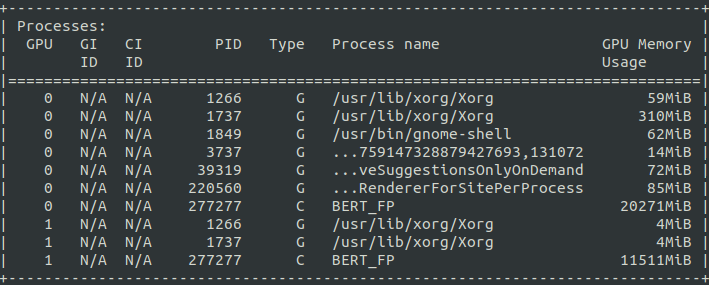 +-----------------------------------------------------------------------------+
| Processes:                                                                  |
|  GPU   GI   CI        PID   Type   Process name                  GPU Memory |
|        ID   ID                                                   Usage      |
|=============================================================================|
|    0   N/A  N/A      1266      G   /usr/lib/xorg/Xorg                 59MiB |
|    0   N/A  N/A      1737      G   /usr/lib/xorg/Xorg                310MiB |
|    0   N/A  N/A      1849      G   /usr/bin/gnome-shell               62MiB |
|    0   N/A  N/A      3737      G   ...759147328879427693,131072       14MiB |
|    0   N/A  N/A     39319      G   ...veSuggestionsOnlyOnDemand       72MiB |
|    0   N/A  N/A    220560      G   ...RendererForSitePerProcess       85MiB |
|    0   N/A  N/A    277277      C   BERT_FP                         20271MiB |
|    1   N/A  N/A      1266      G   /usr/lib/xorg/Xorg                  4MiB |
|    1   N/A  N/A      1737      G   /usr/lib/xorg/Xorg                  4MiB |
|    1   N/A  N/A    277277      C   BERT_FP                         11511MiB |
+-----------------------------------------------------------------------------+